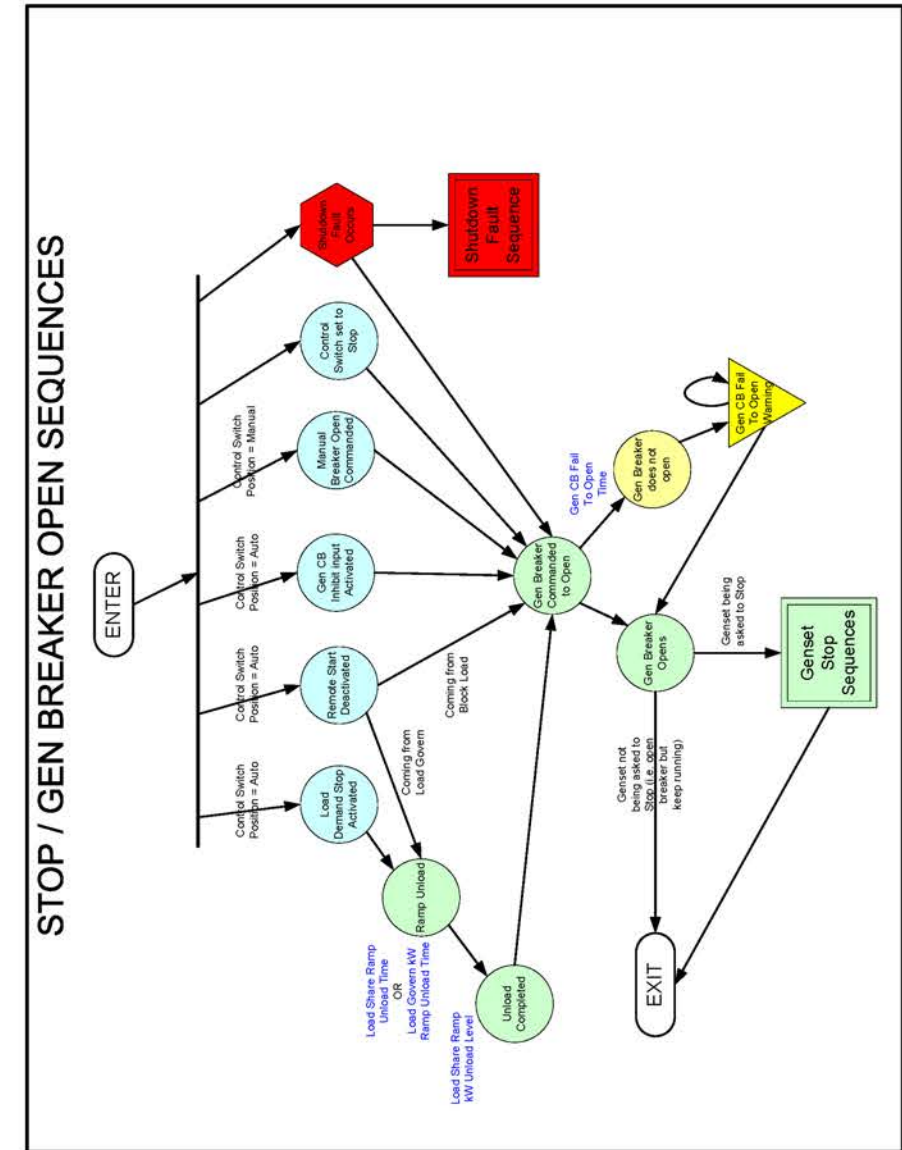 STOP / GEN BREAKER OPEN SEQUENCES
ENTER
Control Switch
Position = Auto
Control Switch
Position = Auto
Control Switch
Position = Auto
Control Switch
Position = Manual
Load
Demand Stop
Activated
Remote Start
Deactivated
Gen CB
Inhibit input
Activated
Manual
Breaker Open
Commanded
Control
Switch set to
Stop
Shutdown
Fault
Occurs
Shutdown
Fault
Sequence
Coming from
Load Govern
Coming from
Block Load
Ramp Unload
Load Share Ramp
Unload Time
OR
Load Govern kW
Ramp Unload Time
Unload
Completed
Load Share Ramp
kW Unload Level
Gen Breaker
Commanded
to Open
Gen CB Fail
To Open
Time
Gen Breaker
does not
open
Gen CB Fail
To Open
Warning
Gen Breaker
Opens
Genset not
being asked to
Stop (i.e. open
breaker but
keep running)
Genset being
asked to Stop
Genset
Stop
Sequences
EXIT